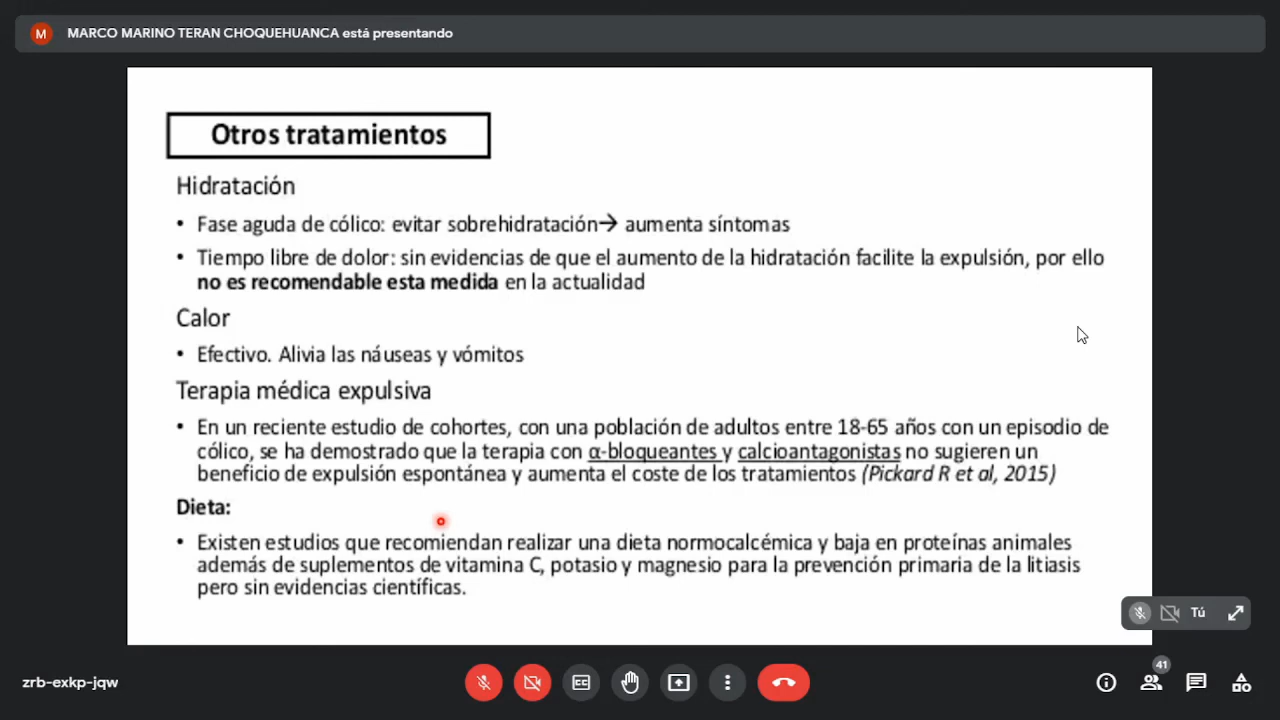 M MARCO MARINO TERAN CHOQUEHUANCA está presentando
Otros tratamientos
Hidratación
• Fase aguda de cólico: evitar sobrehidratación→ aumenta síntomas
• Tiempo libre de dolor: sin evidencias de que el aumento de la hidratación facilite la expulsión, por ello
no es recomendable esta medida en la actualidad
Calor
• Efectivo. Alivia las náuseas y vómitos
Terapia médica expulsiva
• En un reciente estudio de cohortes, con una población de adultos entre 18-65 años con un episodio de
cólico, se ha demostrado que la terapia con α-bloqueantes y calcioantagonistas no sugieren un
beneficio de expulsión espontánea y aumenta el coste de los tratamientos (Pickard R et al, 2015)
Dieta:
• Existen estudios que recomiendan realizar una dieta normocalcémica y baja en proteínas animales
además de suplementos de vitamina C, potasio y magnesio para la prevención primaria de la litiasis
pero sin evidencias científicas.
Tú
zrb-exkp-jqw
CC
41